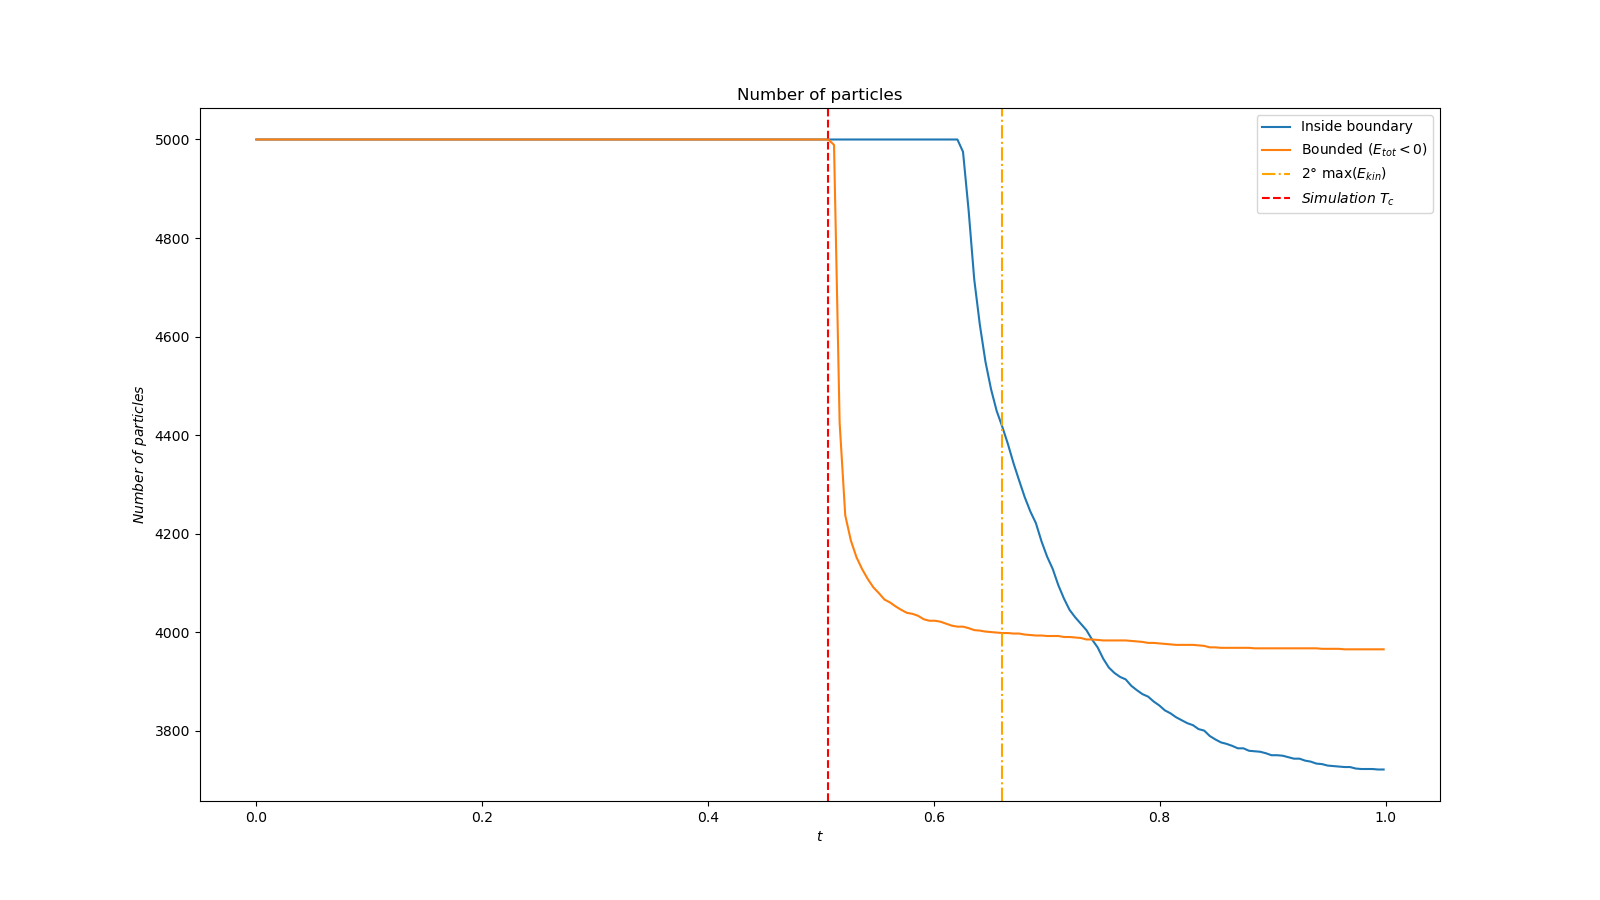 Number of particles
5000
4800
4600
4400
4200
4000
3800
Number of particles
Inside boundary
Bounded (E_tot < 0)
2° max(E_kin)
Simulation T_c
0.0 0.2 0.4 0.6 0.8 1.0
t